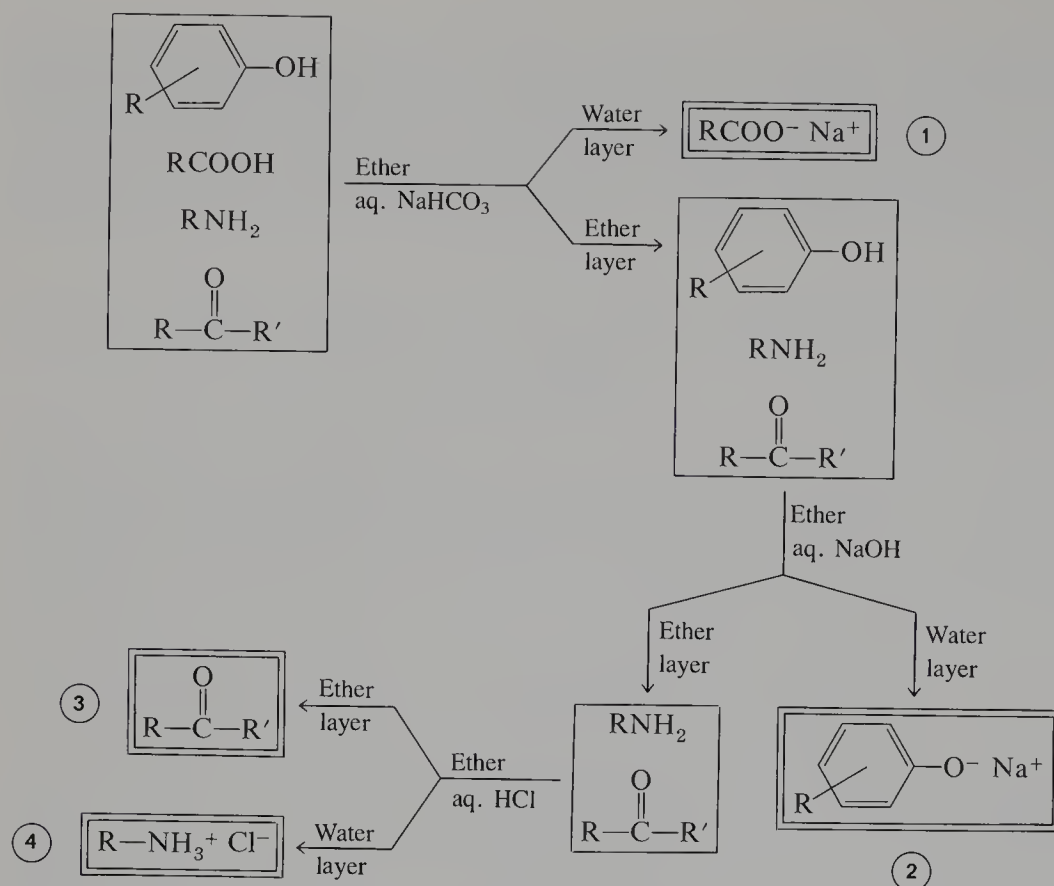 OH
R
RCOOH
RNH₂
O
R—C—R′
Ether
aq. NaHCO₃
Water
layer
RCOO⁻ Na⁺
1
Ether
layer
OH
R
RNH₂
O
R—C—R′
Ether
aq. NaOH
Ether
layer
Water
layer
3
O
R—C—R′
Ether
layer
Ether
aq. HCl
RNH₂
O
R—C—R′
O⁻ Na⁺
R
4
R—NH₃⁺ Cl⁻
Water
layer
2